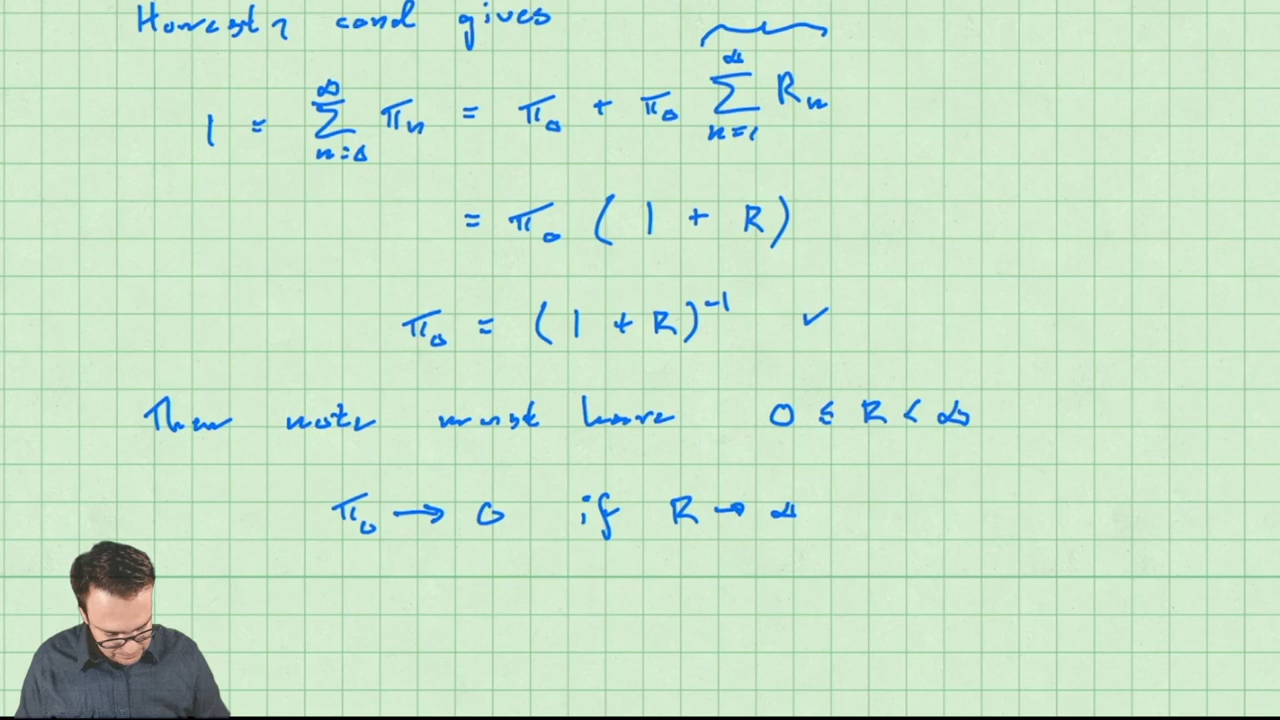 Honesty cond gives
1 = ∑_{n=0}^{∞} π_n = π_0 + π_0 ∑_{n=1}^{∞} R_n
= π_0 ( 1 + R )
π_0 = ( 1 + R )^{-1} ✓
Then note must have 0 ≤ R < ∞
π_0 → 0 if R → ∞